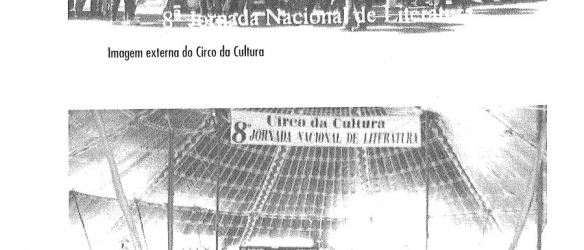 8ª Jornada Nacional de Literatura
Imagem externa do Circo da Cultura
Circo da Cultura
8ª JORNADA NACIONAL DE LITERATURA